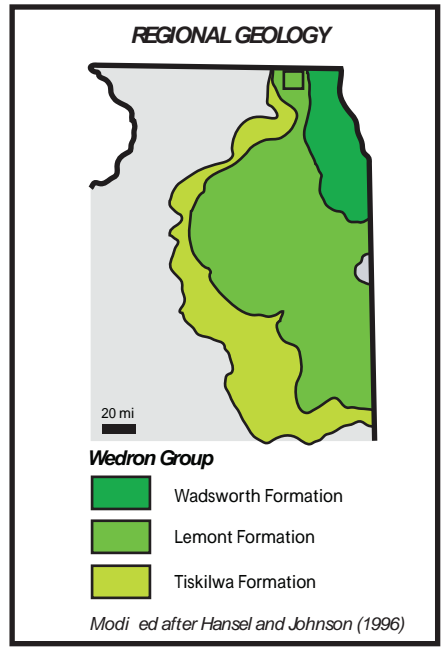 REGIONAL GEOLOGY
20 mi
Wedron Group
Wadsworth Formation
Lemont Formation
Tiskilwa Formation
Modi ed after Hansel and Johnson (1996)